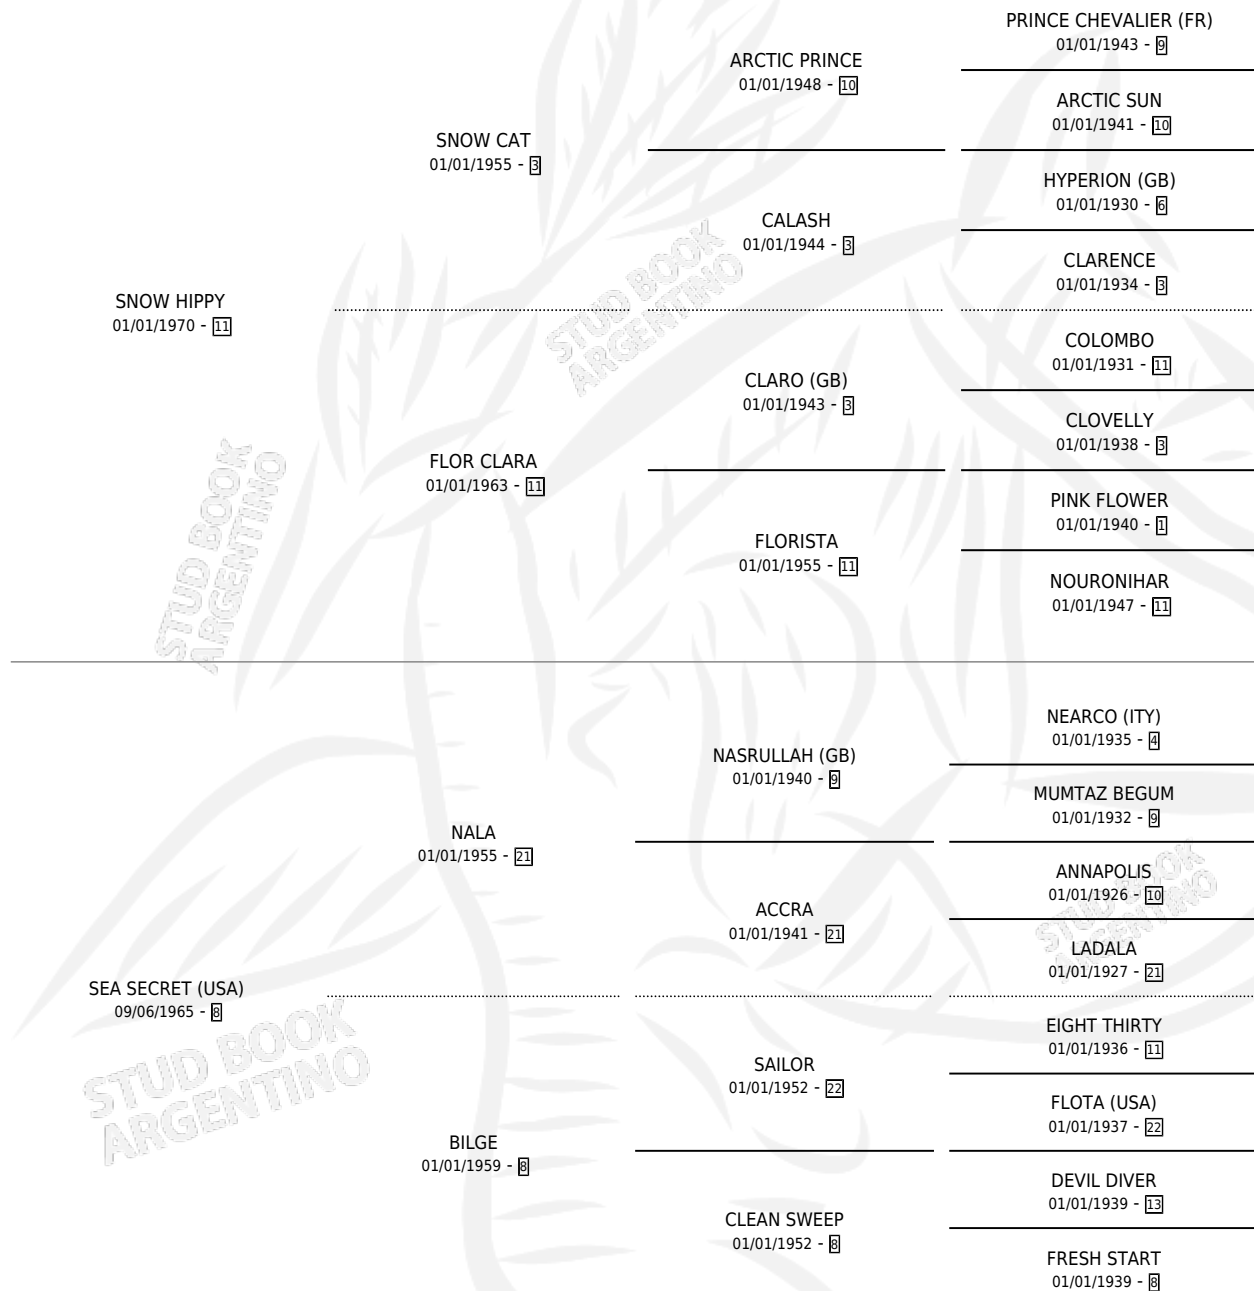 PRINCE CHEVALIER (FR)
01/01/1943 - 9
ARCTIC PRINCE
01/01/1948 - 10
ARCTIC SUN
01/01/1941 - 10
SNOW CAT
01/01/1955 - 3
HYPERION (GB)
01/01/1930 - 6
CALASH
01/01/1944 - 3
CLARENCE
01/01/1934 - 3
SNOW HIPPY
01/01/1970 - 11
COLOMBO
01/01/1931 - 11
CLARO (GB)
01/01/1943 - 3
CLOVELLY
01/01/1938 - 3
FLOR CLARA
01/01/1963 - 11
PINK FLOWER
01/01/1940 - 1
FLORISTA
01/01/1955 - 11
NOURONIHAR
01/01/1947 - 11
NEARCO (ITY)
01/01/1935 - 4
NASRULLAH (GB)
01/01/1940 - 9
MUMTAZ BEGUM
01/01/1932 - 9
NALA
01/01/1955 - 21
ANNAPOLIS
01/01/1926 - 10
ACCRA
01/01/1941 - 21
LADALA
01/01/1927 - 21
SEA SECRET (USA)
09/06/1965 - 8
EIGHT THIRTY
01/01/1936 - 11
SAILOR
01/01/1952 - 22
FLOTA (USA)
01/01/1937 - 22
BILGE
01/01/1959 - 8
DEVIL DIVER
01/01/1939 - 13
CLEAN SWEEP
01/01/1952 - 8
FRESH START
01/01/1939 - 8
STUD BOOK
ARGENTINO
STUD BOOK
ARGENTINO
STUD BOOK
ARGENTINO
STUD BOOK
ARGENTINO